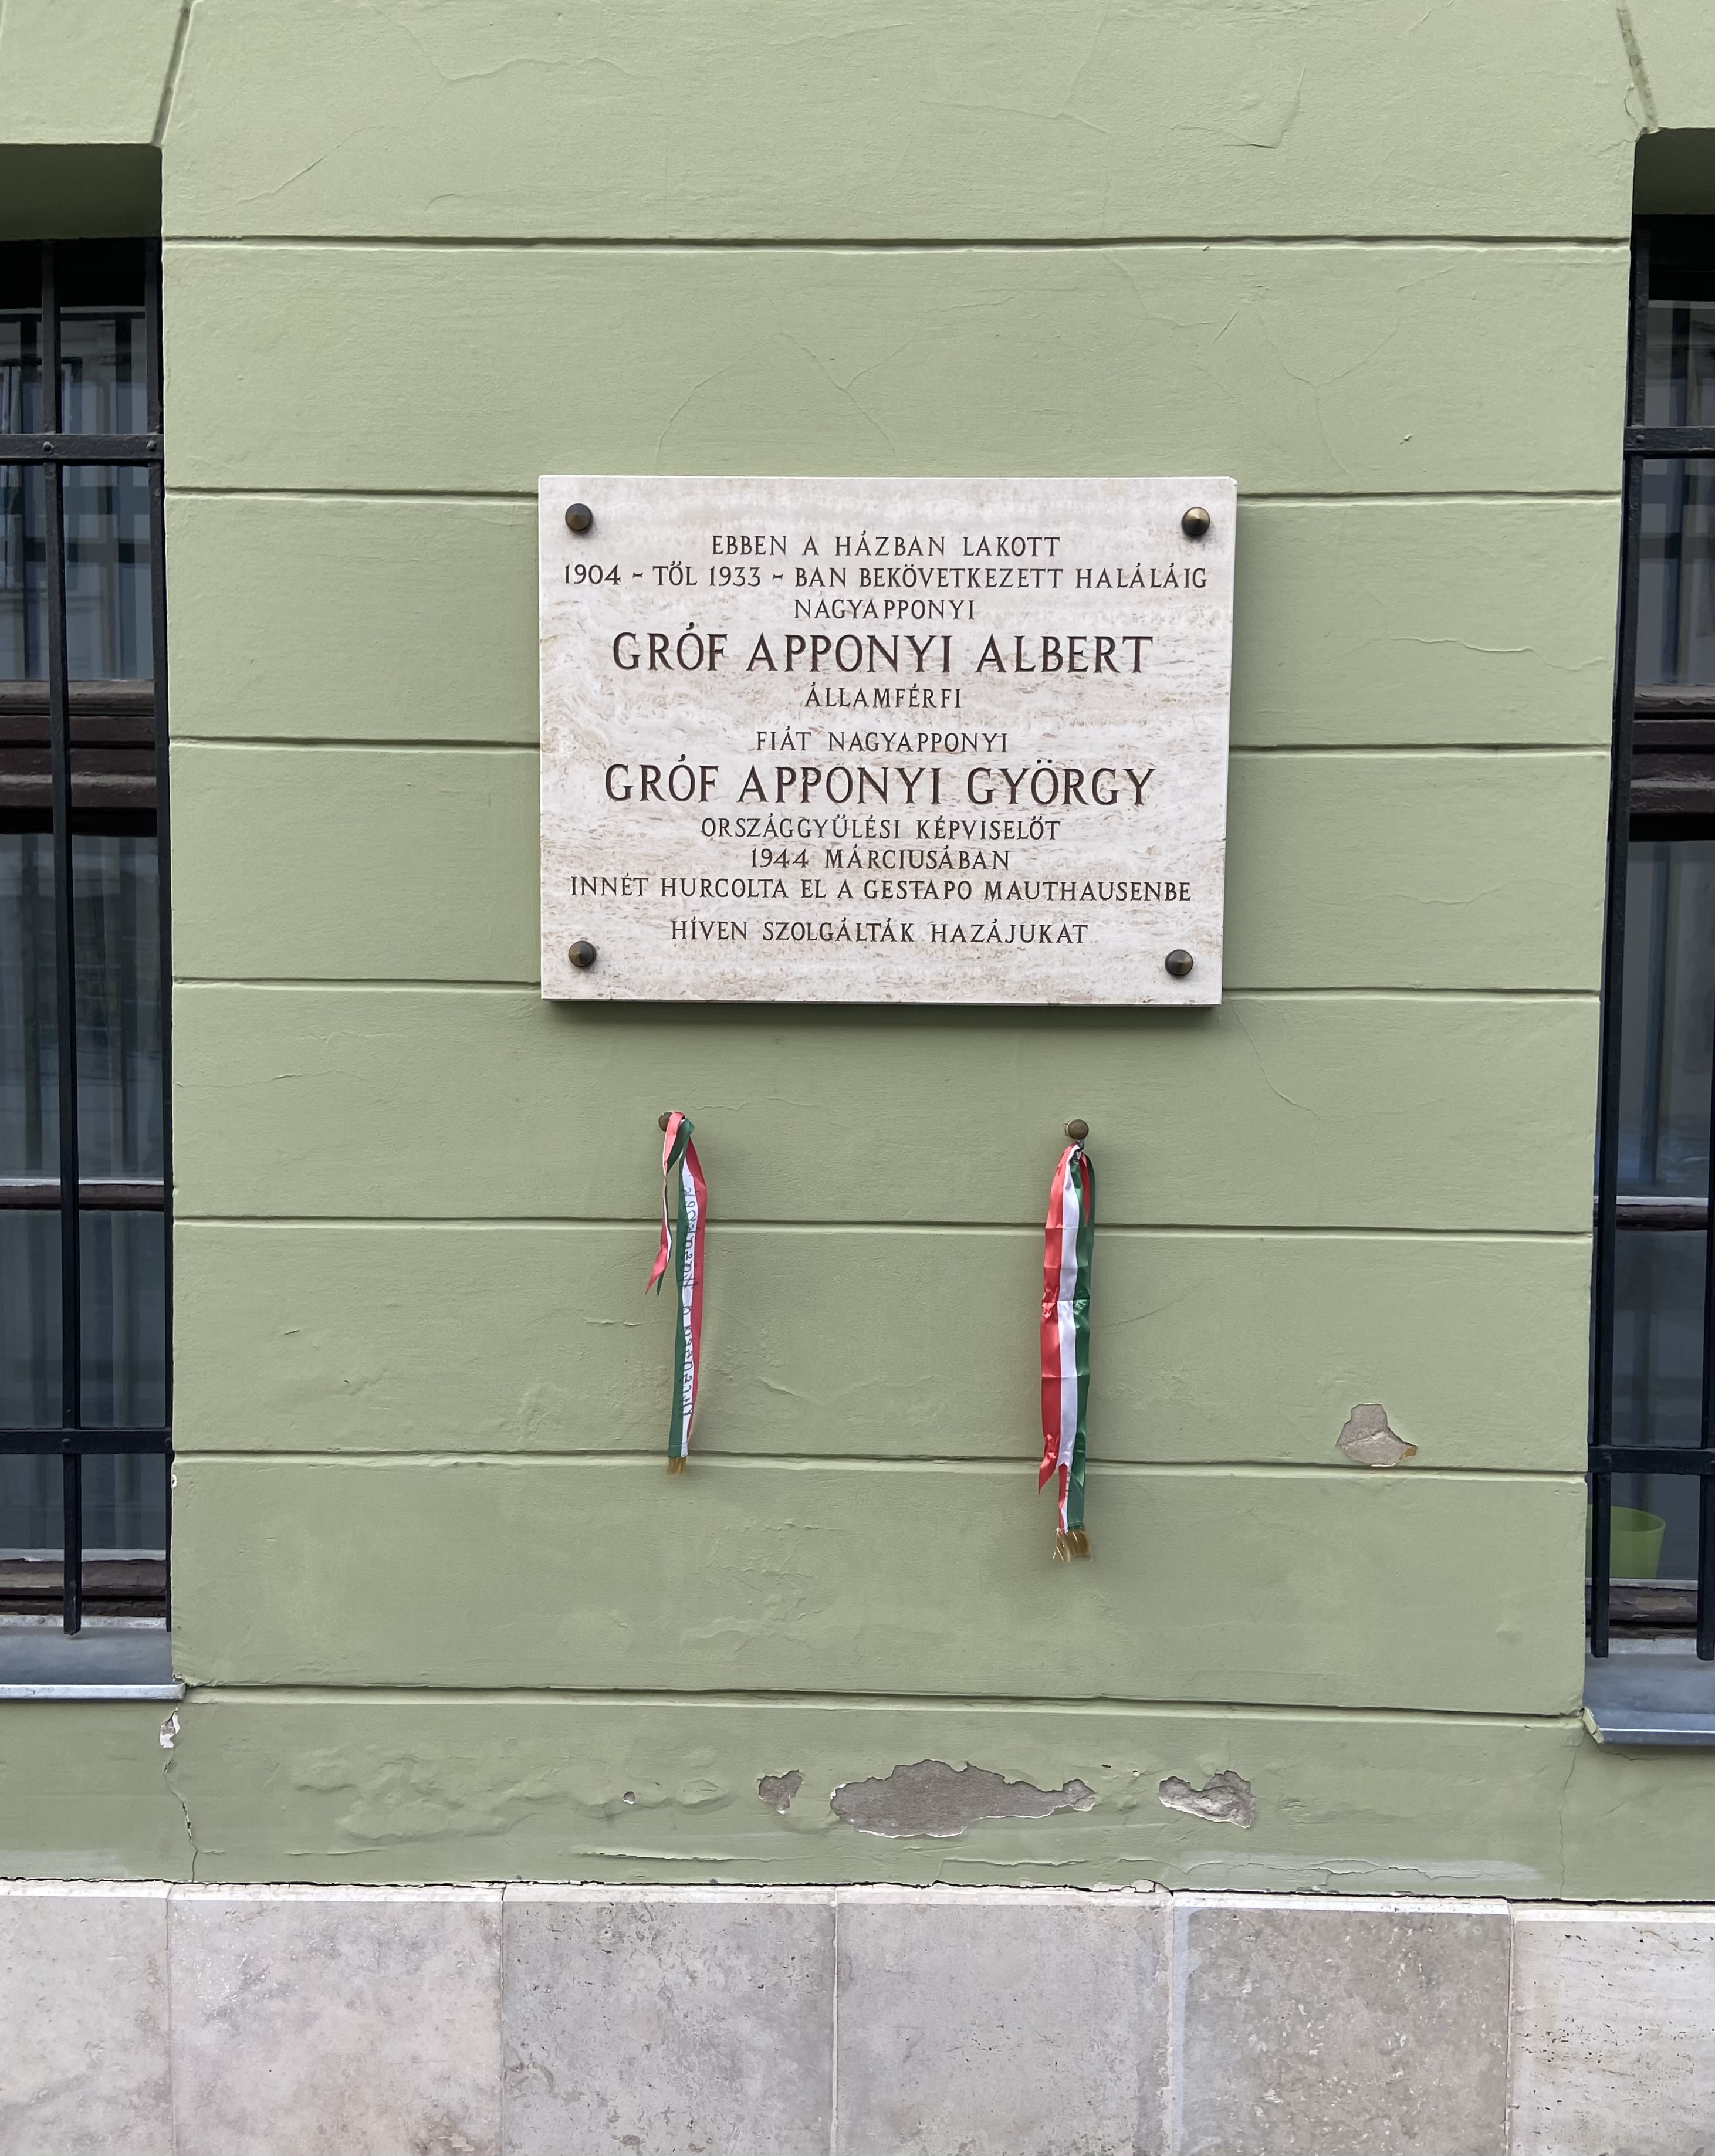 EBBEN A HÁZBAN LAKOTT
1904 - TŐL 1933 - BAN BEKÖVETKEZETT HALÁLÁIG
NAGYAPPONYI
GRÓF APPONYI ALBERT
ÁLLAMFÉRFI
FIÁT NAGYAPPONYI
GRÓF APPONYI GYÖRGY
ORSZÁGGYŰLÉSI KÉPVISELŐT
1944 MÁRCIUSÁBAN
INNÉT HURCOLTA EL A GESTAPO MAUTHAUSENBE
HÍVEN SZOLGÁLTÁK HAZÁJUKAT